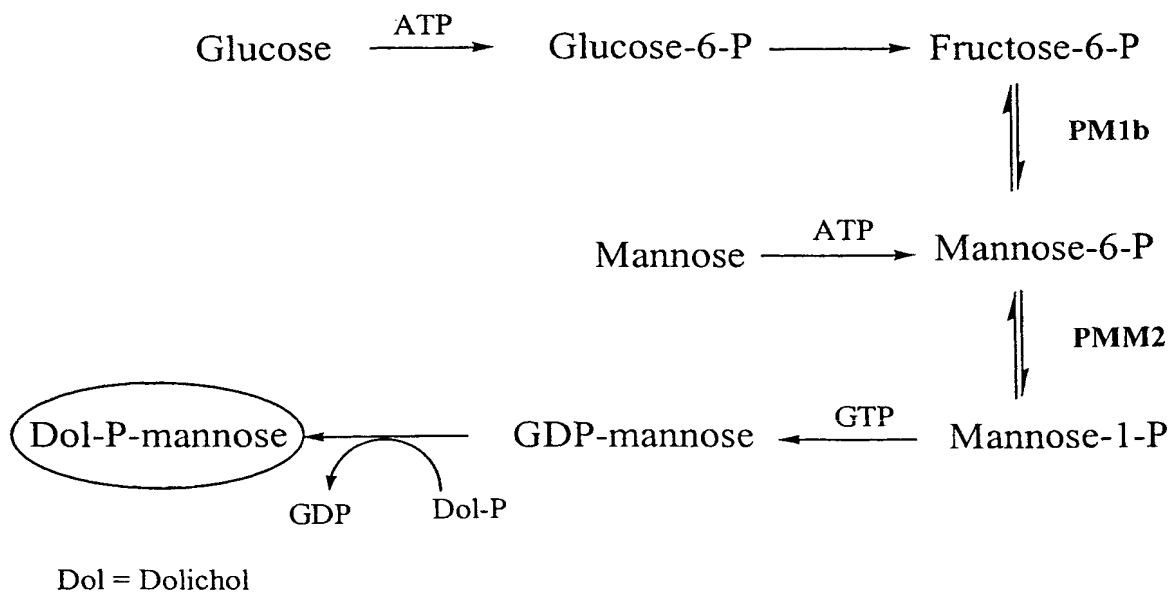 ATP
Glucose Glucose-6-P Fructose-6-P
PM1b
ATP
Mannose Mannose-6-P
PMM2
GTP
Dol-P-mannose GDP-mannose Mannose-1-P
GDP Dol-P
Dol = Dolichol